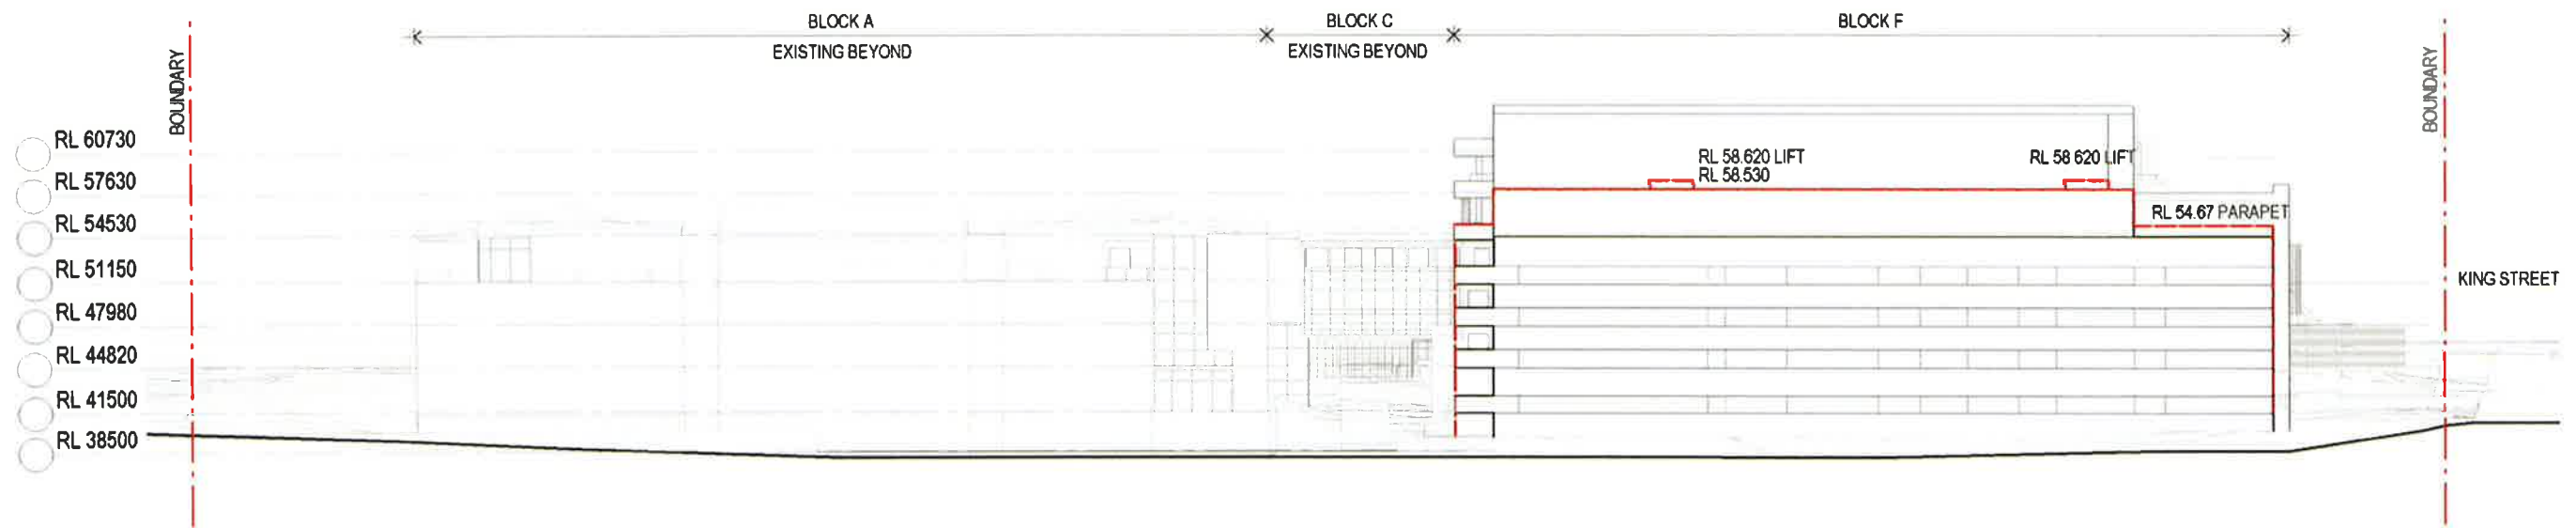 BLOCK A
BLOCK C
BLOCK F
EXISTING BEYOND
EXISTING BEYOND
BOUNDARY
BOUNDARY
RL 60730
RL 57630
RL 54530
RL 51150
RL 47980
RL 44820
RL 41500
RL 38500
RL 58.620 LIFT
RL 58.530
RL 58 620 LIFT
RL 54.67 PARAPET
KING STREET